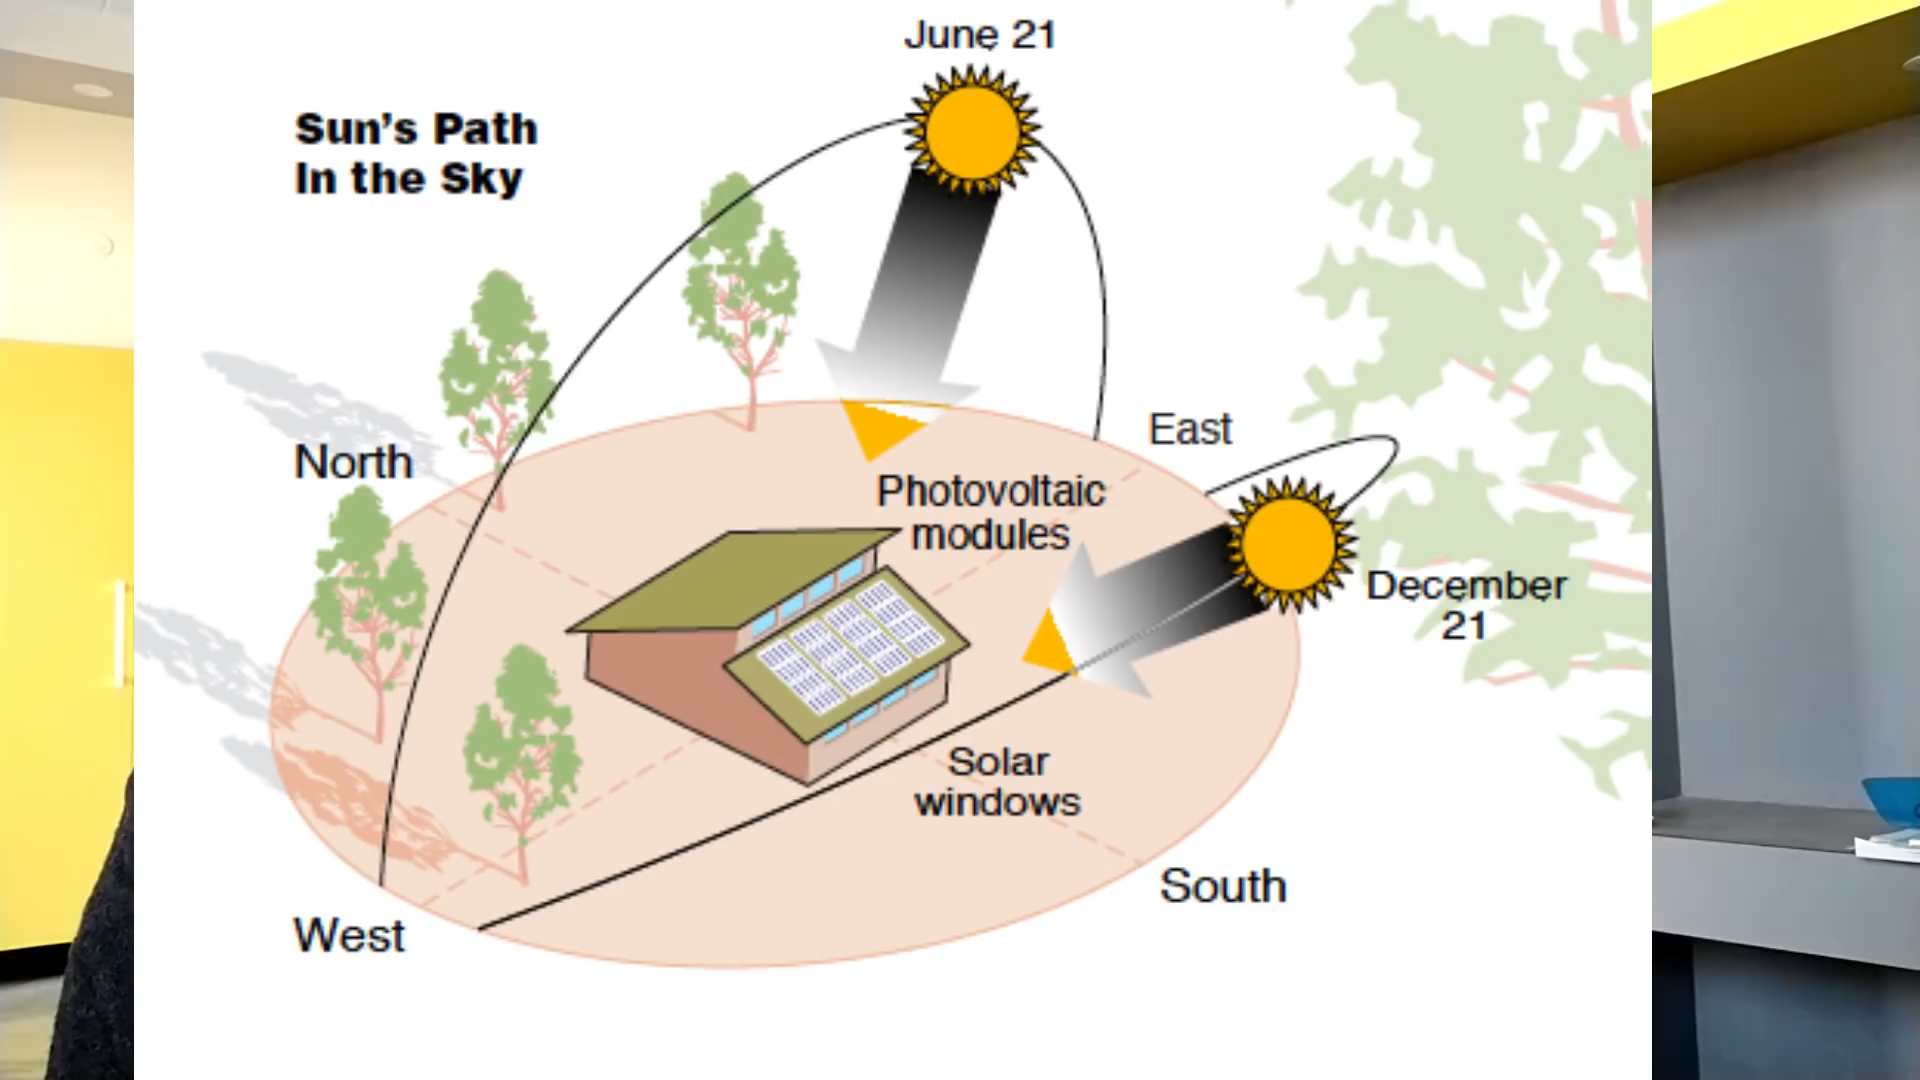 June 21
Sun's Path
In the Sky
East
North
Photovoltaic
modules
December
21
Solar
windows
South
West